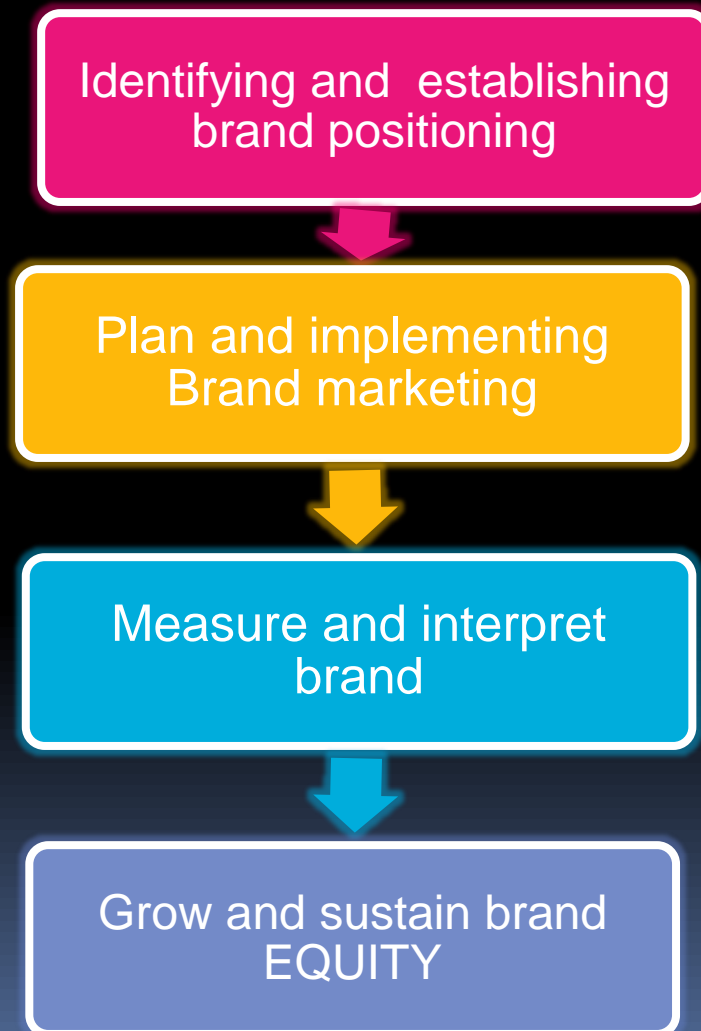 Identifying and  establishing
brand positioning
Plan and implementing
Brand marketing
Measure and interpret
brand
Grow and sustain brand
EQUITY